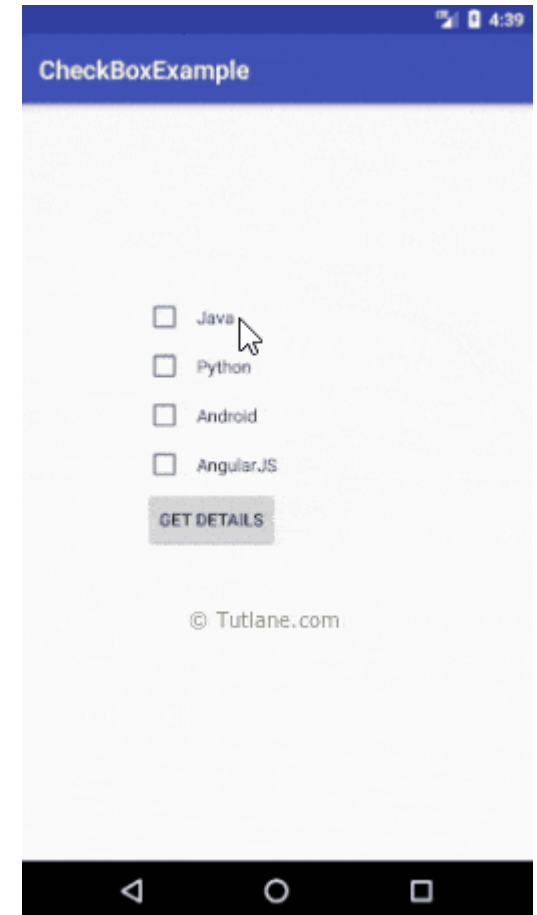 4:39
CheckBoxExample
Java
Python
Android
AngularJS
GET DETAILS
© Tutlane.com